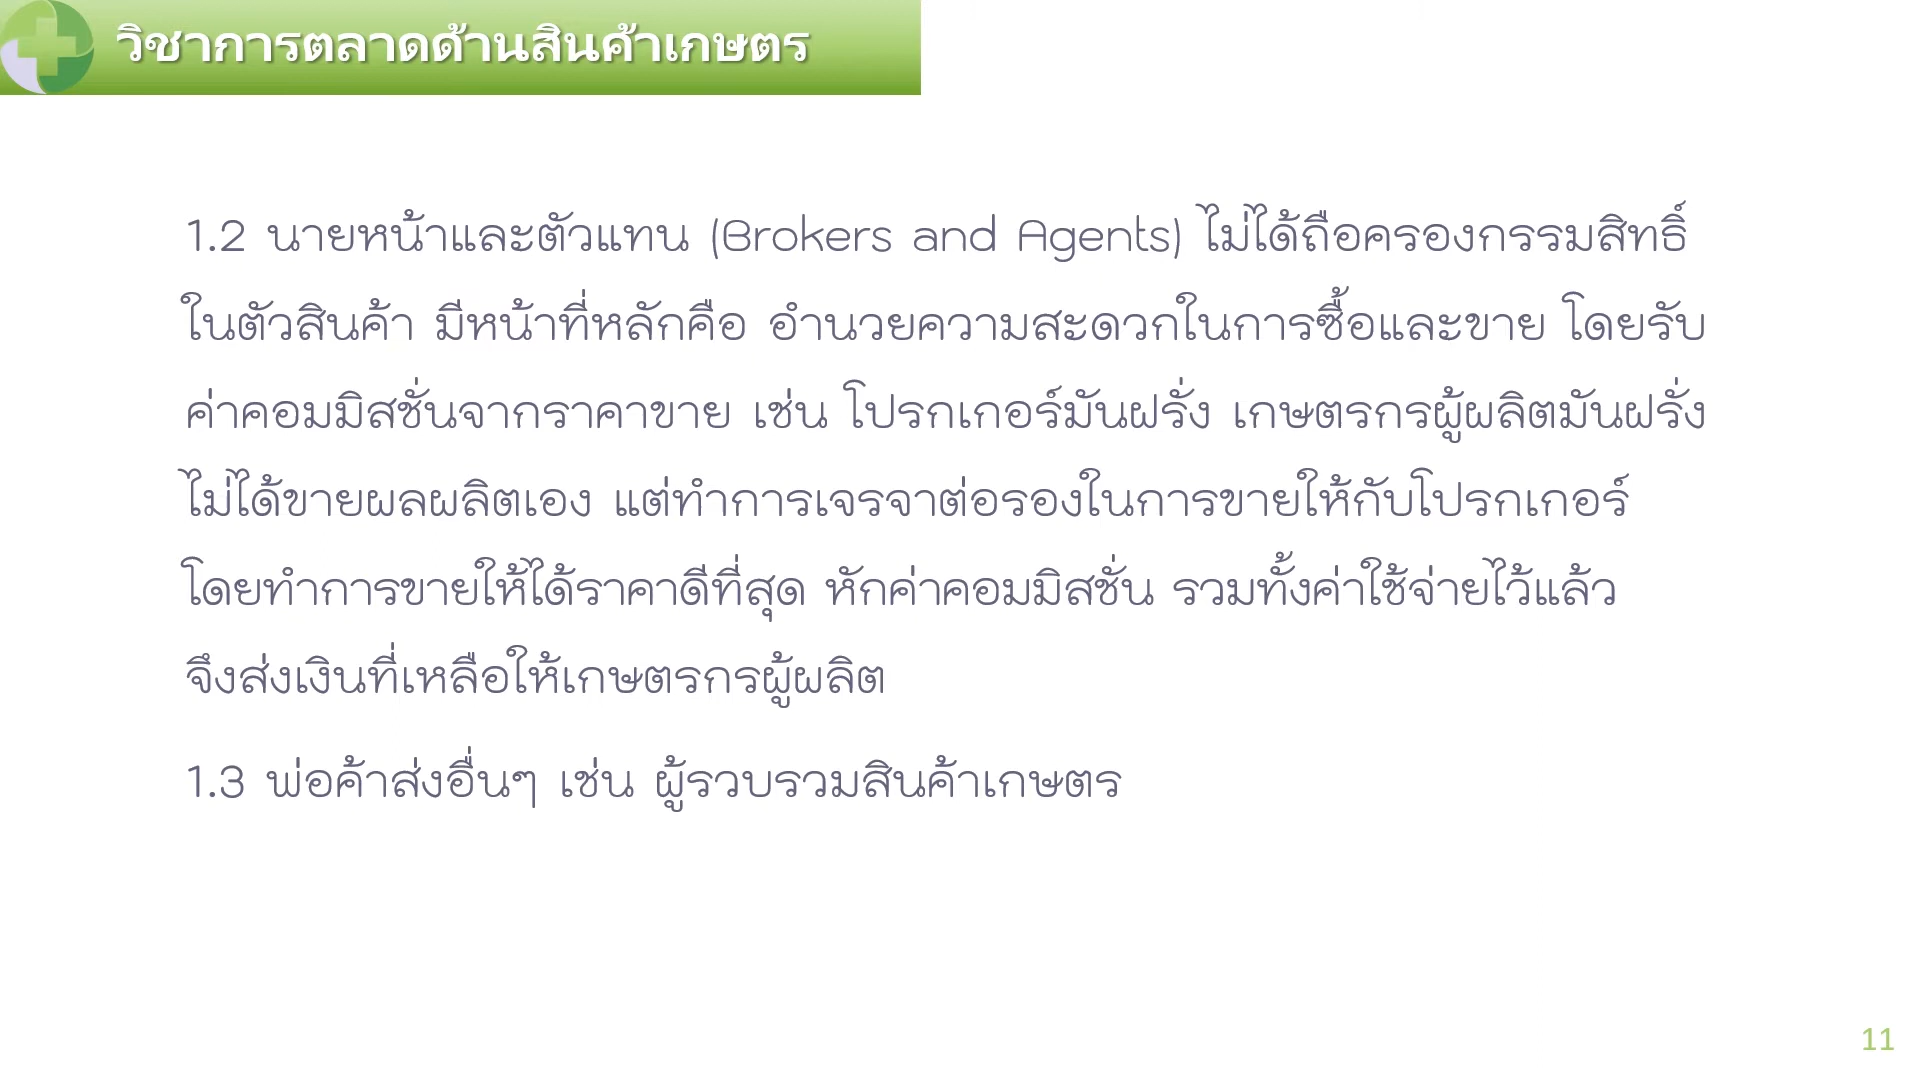 วิชาการตลาดด้านสินค้าเกษตร
1.2 นายหน้าและตัวแทน (Brokers and Agents) ไม่ได้ถือครองกรรมสิทธิ์
ในตัวสินค้า มีหน้าที่หลักคือ อำนวยความสะดวกในการซื้อและขาย โดยรับ
ค่าคอมมิสชั่นจากราคาขาย เช่น โปรกเกอร์มันฝรั่ง เกษตรกรผู้ผลิตมันฝรั่ง
ไม่ได้ขายผลผลิตเอง แต่ทำการเจรจาต่อรองในการขายให้กับโปรกเกอร์
โดยทำการขายให้ได้ราคาดีที่สุด หักค่าคอมมิสชั่น รวมทั้งค่าใช้จ่ายไว้แล้ว
จึงส่งเงินที่เหลือให้เกษตรกรผู้ผลิต
1.3 พ่อค้าส่งอื่นๆ เช่น ผู้รวบรวมสินค้าเกษตร
11